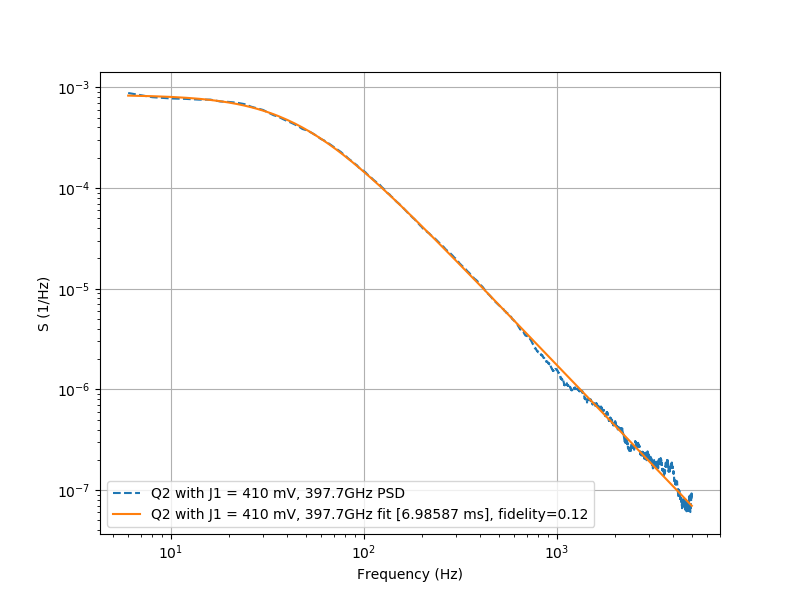 10⁻³
10⁻⁴
10⁻⁵
10⁻⁶
10⁻⁷
S (1/Hz)
Q2 with J1 = 410 mV, 397.7GHz PSD
Q2 with J1 = 410 mV, 397.7GHz fit [6.98587 ms], fidelity=0.12
10¹ 10² 10³
Frequency (Hz)